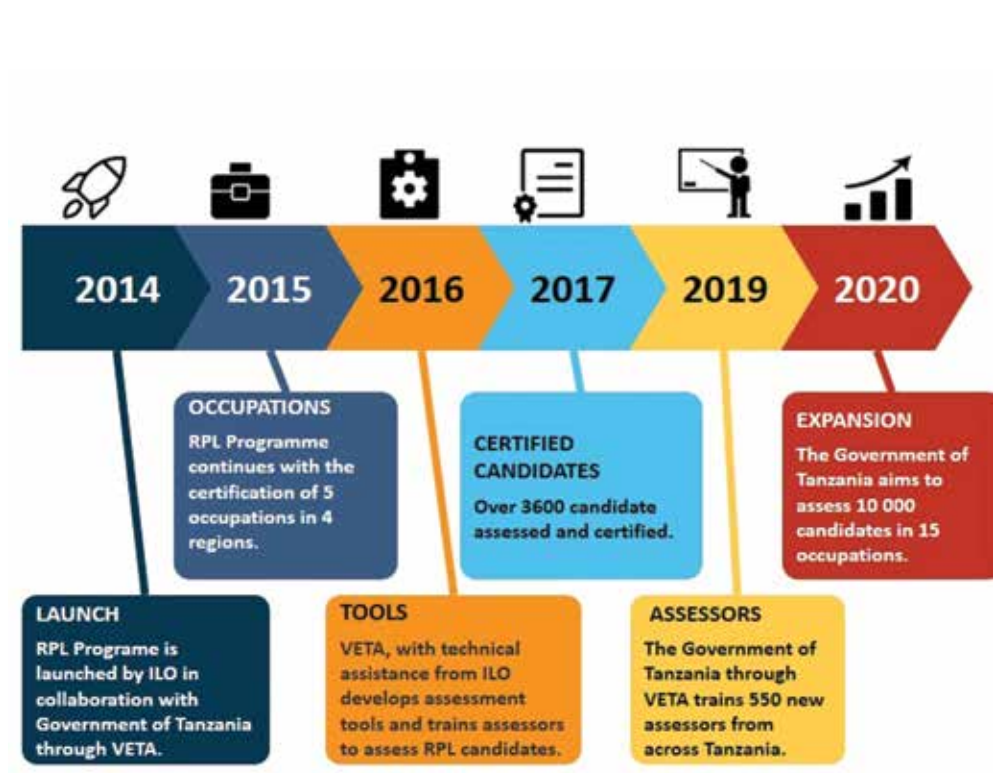 2014
2015
2016
2017
2019
2020
LAUNCH
RPL Programe is
launched by ILO in
collaboration with
Government of Tanzania
through VETA.
OCCUPATIONS
RPL Programme
continues with the
certification of 5
occupations in 4
regions.
TOOLS
VETA, with technical
assistance from ILO
develops assessment
tools and trains assessors
to assess RPL candidates.
CERTIFIED
CANDIDATES
Over 3600 candidate
assessed and certified.
ASSESSORS
The Government of
Tanzania through
VETA trains 550 new
assessors from
across Tanzania.
EXPANSION
The Government of
Tanzania aims to
assess 10 000
candidates in 15
occupations.